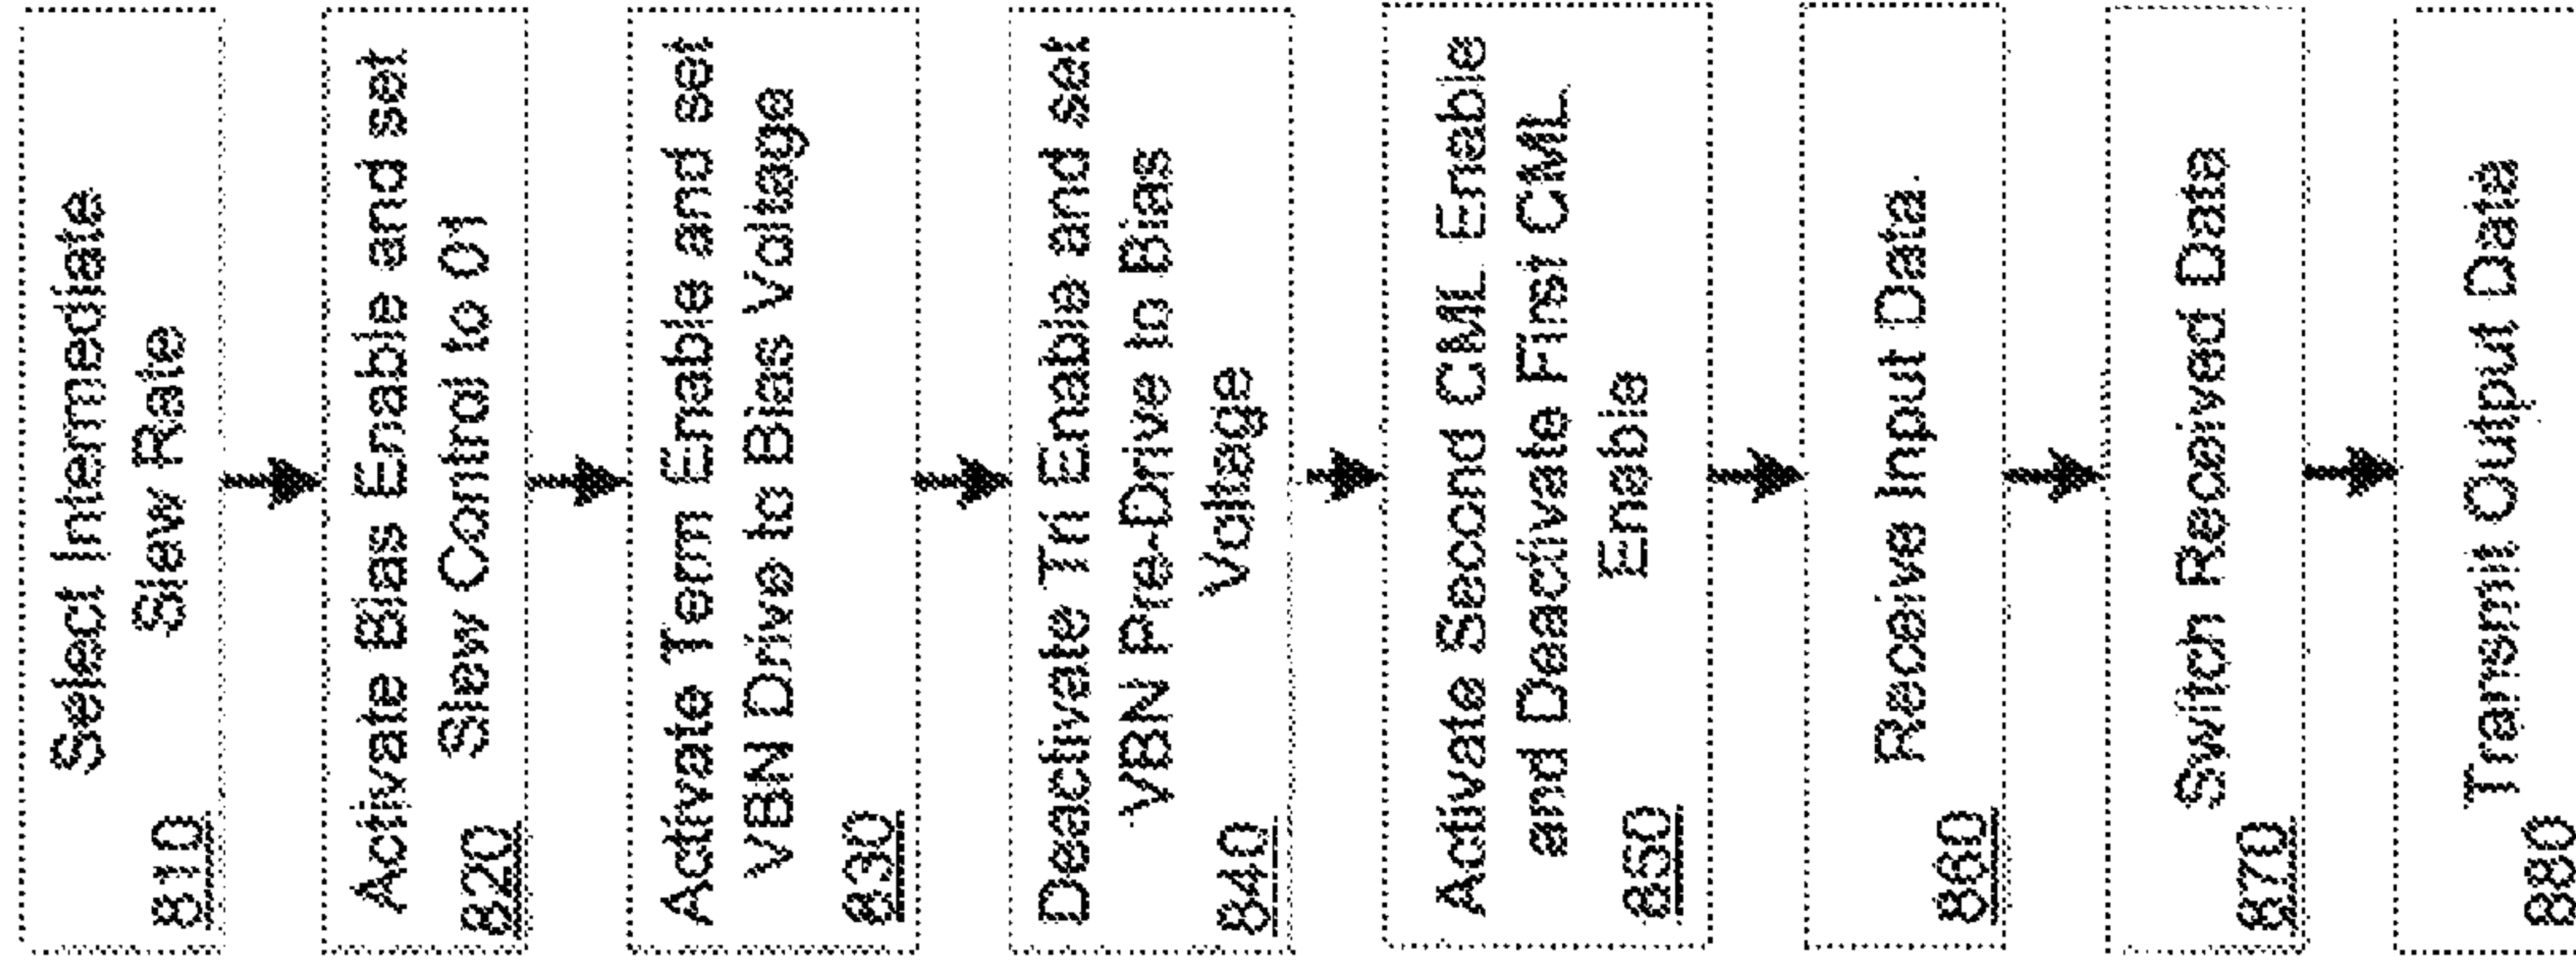 Select Intermediate
Slew Rate
810
Activate Bias Enable and set
Slew Control to 01
820
Activate Term Enable and set
VBN Drive to Bias Voltage
830
Deactivate Tri Enable and set
VBN Pre-Drive to Bias
Voltage
840
Activate Second CML Enable
and Deactivate First CML
Enable
850
Receive Input Data
860
Switch Received Data
870
Transmit Output Data
880